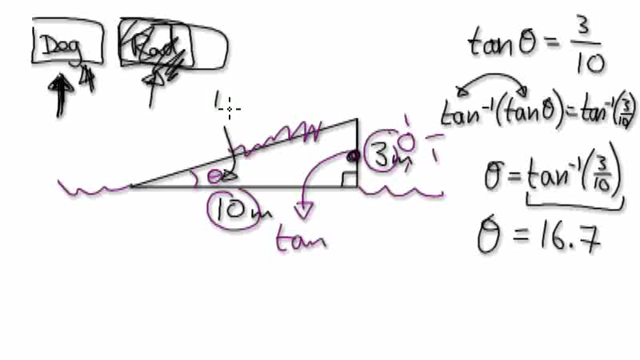 Dog
tanθ = 3/10
tan⁻¹(tanθ) = tan⁻¹(3/10)
θ
3m
10m
tan
θ = tan⁻¹(3/10)
θ = 16.7